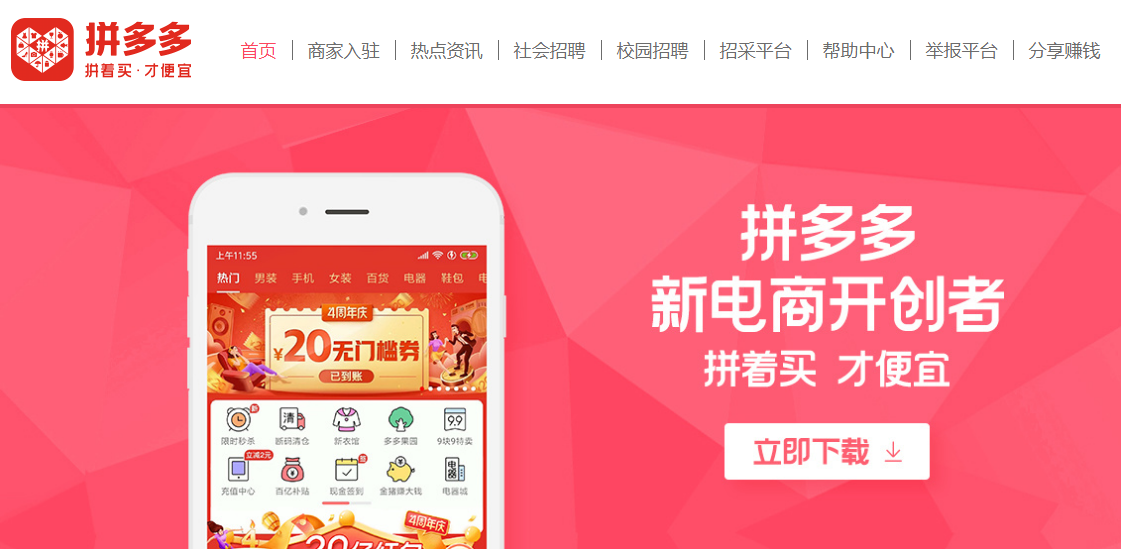 拼多多
拼着买·才便宜
首页
商家入驻
热点资讯
社会招聘
校园招聘
招采平台
帮助中心
举报平台
分享赚钱
上午11:55
热门 男装 手机 女装 百货 电器 鞋包 电
4周年庆
¥20无门槛券
已到账
新
清
9.9
限时秒杀 断码清仓 新衣馆 多多果园 9块9特卖
立减2元
充值中心 百亿补贴 现金签到 金猪赚大钱 电器城
4周年庆
拼多多
新电商开创者
拼着买 才便宜
立即下载